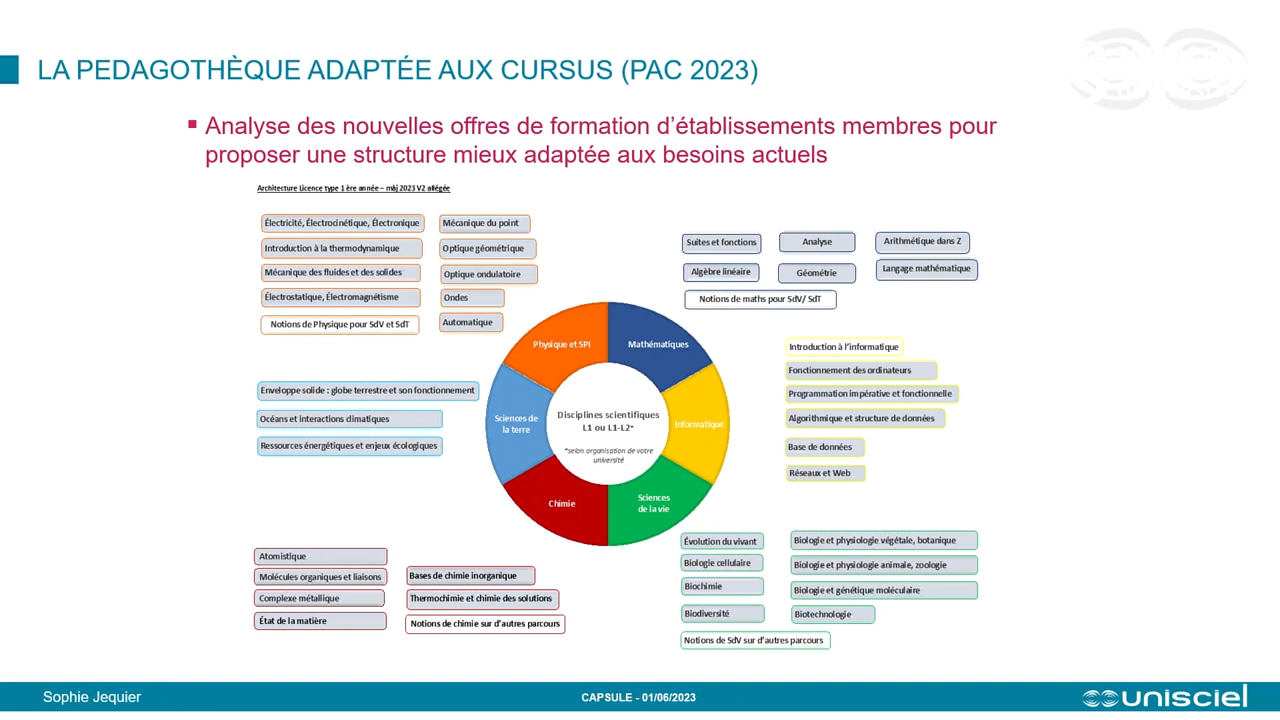 LA PEDAGOTHÈQUE ADAPTÉE AUX CURSUS (PAC 2023)
Analyse des nouvelles offres de formation d'établissements membres pour
proposer une structure mieux adaptée aux besoins actuels
Architecture Licence type 1 ère année – màj 2023 V2 allégée
Électricité, Électrocinétique, Électronique
Introduction à la thermodynamique
Mécanique des fluides et des solides
Électrostatique, Électromagnétisme
Notions de Physique pour SdV et SdT
Mécanique du point
Optique géométrique
Optique ondulatoire
Ondes
Automatique
Suites et fonctions
Analyse
Arithmétique dans Z
Algèbre linéaire
Géométrie
Langage mathématique
Notions de maths pour SdV/ SdT
Physique et SPI
Mathématiques
Sciences de
la terre
Informatique
Chimie
Sciences
de la vie
Disciplines scientifiques
L1 ou L1-L2*
*selon organisation de votre
université
Introduction à l'informatique
Fonctionnement des ordinateurs
Programmation impérative et fonctionnelle
Algorithmique et structure de données
Base de données
Réseaux et Web
Enveloppe solide : globe terrestre et son fonctionnement
Océans et interactions climatiques
Ressources énergétiques et enjeux écologiques
Atomistique
Molécules organiques et liaisons
Complexe métallique
État de la matière
Bases de chimie inorganique
Thermochimie et chimie des solutions
Notions de chimie sur d'autres parcours
Évolution du vivant
Biologie cellulaire
Biochimie
Biodiversité
Notions de SdV sur d'autres parcours
Biologie et physiologie végétale, botanique
Biologie et physiologie animale, zoologie
Biologie et génétique moléculaire
Biotechnologie
Sophie Jequier
CAPSULE - 01/06/2023
unisciel